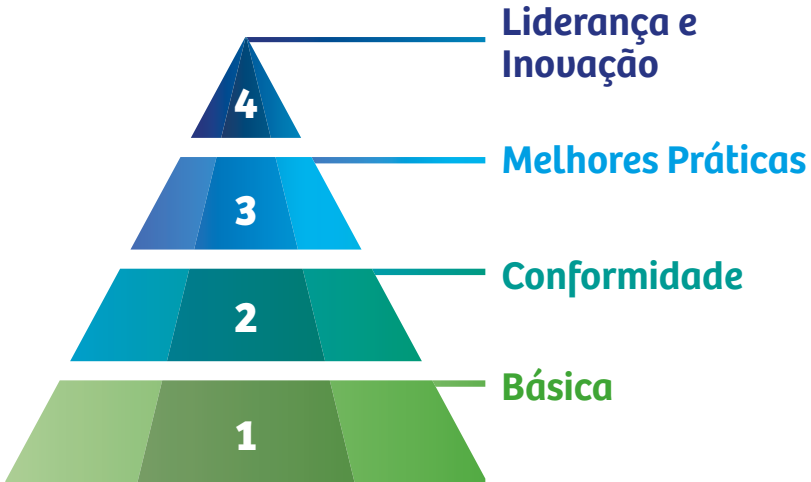 Liderança e
Inovação
4
Melhores Práticas
3
Conformidade
2
Básica
1